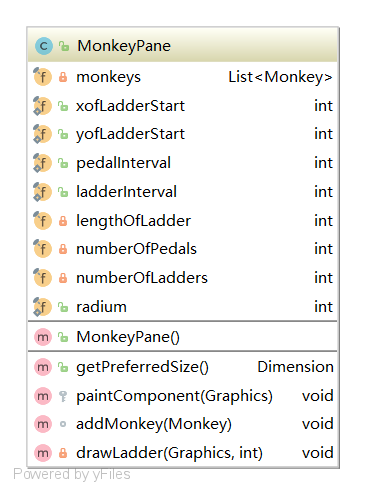 MonkeyPane
monkeys List<Monkey>
xofLadderStart int
yofLadderStart int
pedalInterval int
ladderInterval int
lengthOfLadder int
numberOfPedals int
numberOfLadders int
radium int
MonkeyPane()
getPreferredSize() Dimension
paintComponent(Graphics) void
addMonkey(Monkey) void
drawLadder(Graphics, int) void
Powered by yFiles